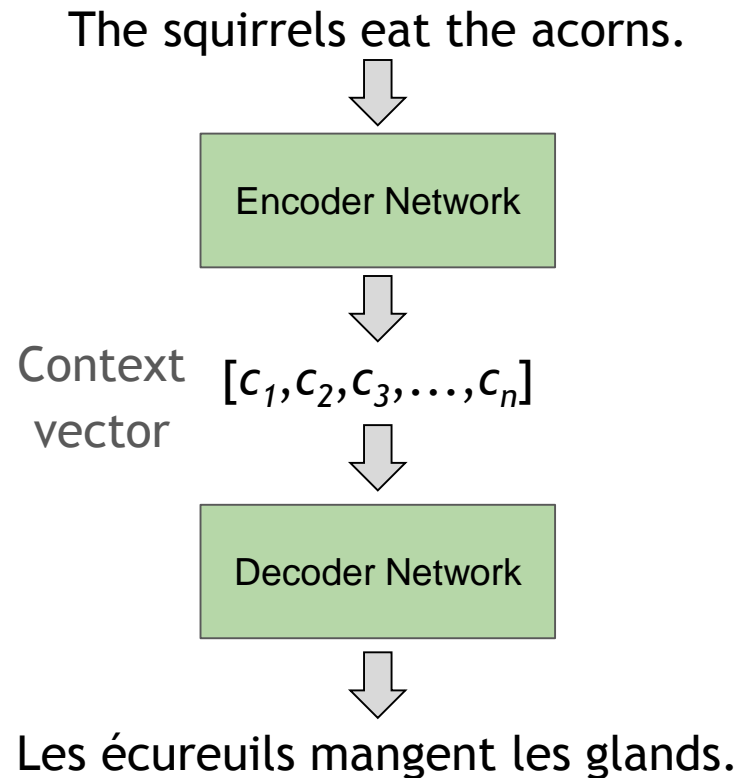 The squirrels eat the acorns.
Encoder Network
Context
vector
[c₁,c₂,c₃,...,cₙ]
Decoder Network
Les écureuils mangent les glands.